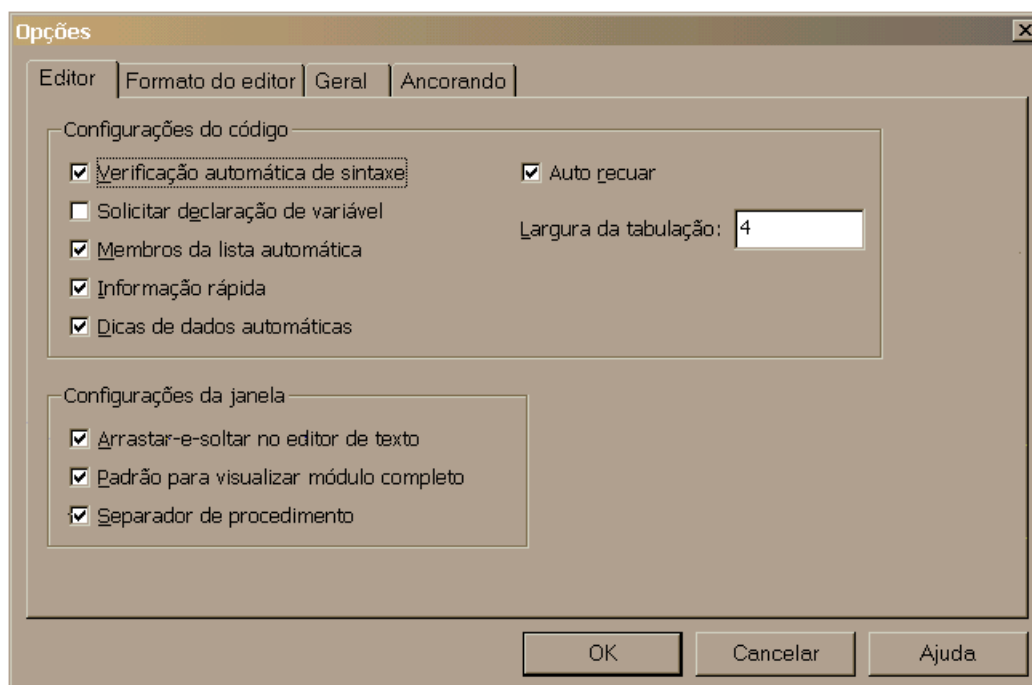 Opções
Editor Formato do editor Geral Ancorando
Configurações do código
Verificação automática de sintaxe
Auto recuar
Solicitar declaração de variável
Largura da tabulação: 4
Membros da lista automática
Informação rápida
Dicas de dados automáticas
Configurações da janela
Arrastar-e-soltar no editor de texto
Padrão para visualizar módulo completo
Separador de procedimento
OK Cancelar Ajuda